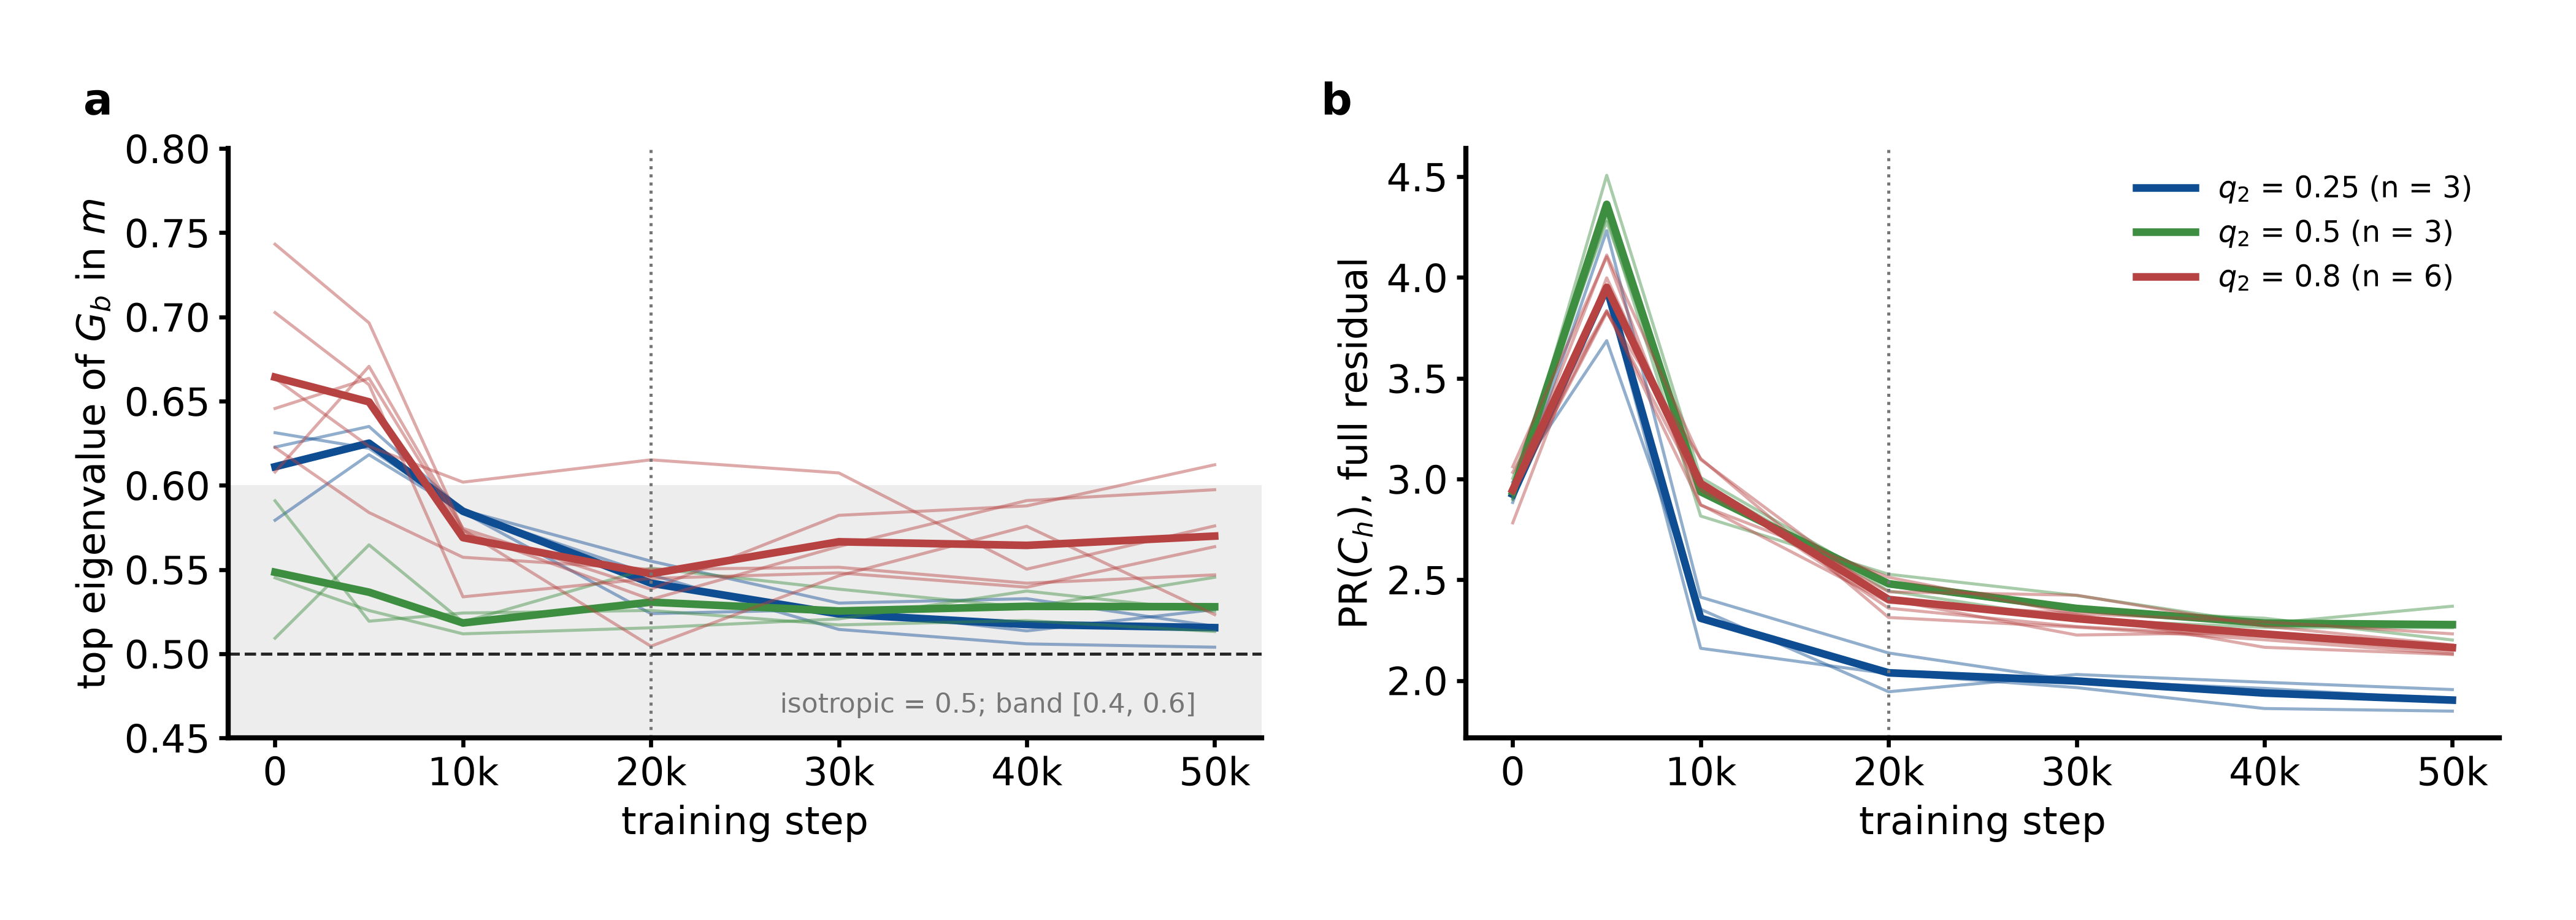 a
top eigenvalue of G_b in m
0.80
0.75
0.70
0.65
0.60
0.55
0.50
0.45
isotropic = 0.5; band [0.4, 0.6]
0 10k 20k 30k 40k 50k
training step
b
PR(C_h), full residual
4.5
4.0
3.5
3.0
2.5
2.0
q₂ = 0.25 (n = 3)
q₂ = 0.5 (n = 3)
q₂ = 0.8 (n = 6)
0 10k 20k 30k 40k 50k
training step